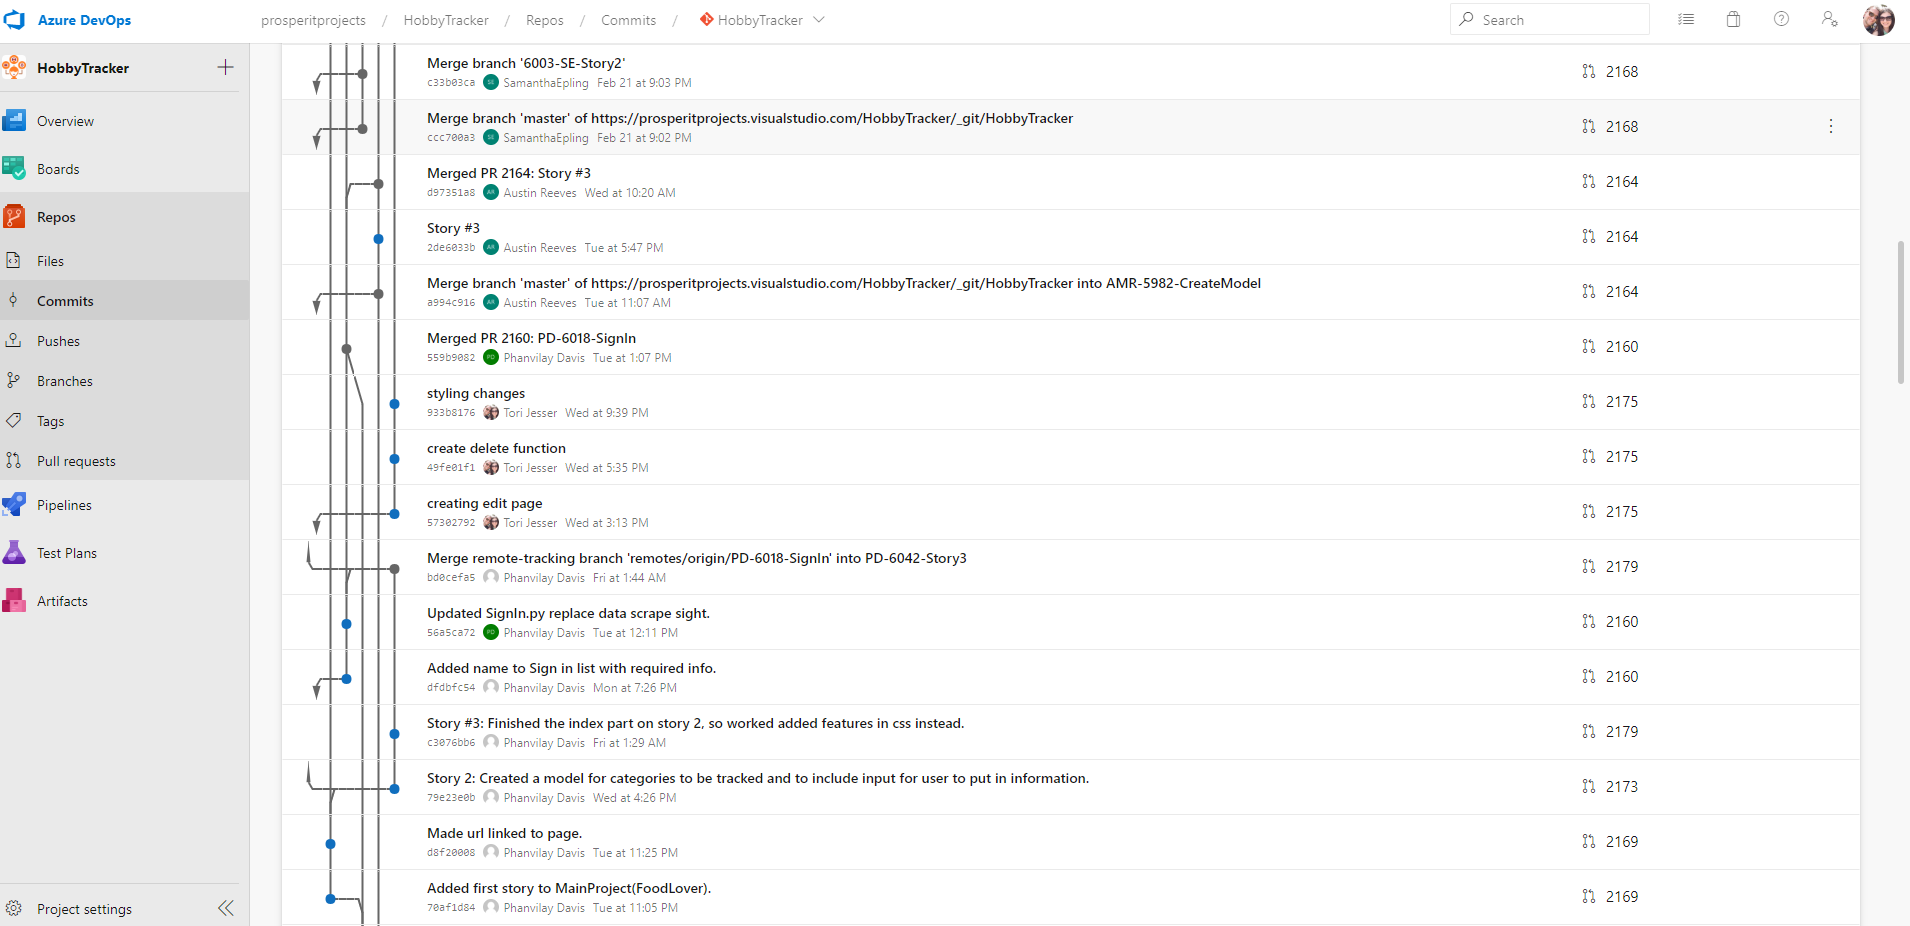 Azure DevOps
prosperitprojects / HobbyTracker / Repos / Commits / HobbyTracker
Search
HobbyTracker
Overview
Boards
Repos
Files
Commits
Pushes
Branches
Tags
Pull requests
Pipelines
Test Plans
Artifacts
Project settings
Merge branch '6003-SE-Story2'
c33b03ca SE SamanthaEpling Feb 21 at 9:03 PM
2168
Merge branch 'master' of https://prosperitprojects.visualstudio.com/HobbyTracker/_git/HobbyTracker
ccc700a3 SE SamanthaEpling Feb 21 at 9:02 PM
2168
Merged PR 2164: Story #3
d97351a8 AR Austin Reeves Wed at 10:20 AM
2164
Story #3
2de6033b AR Austin Reeves Tue at 5:47 PM
2164
Merge branch 'master' of https://prosperitprojects.visualstudio.com/HobbyTracker/_git/HobbyTracker into AMR-5982-CreateModel
a994c916 AR Austin Reeves Tue at 11:07 AM
2164
Merged PR 2160: PD-6018-SignIn
559b9082 PD Phanvilay Davis Tue at 1:07 PM
2160
styling changes
933b8176 Tori Jesser Wed at 9:39 PM
2175
create delete function
49fe01f1 Tori Jesser Wed at 5:35 PM
2175
creating edit page
57302792 Tori Jesser Wed at 3:13 PM
2175
Merge remote-tracking branch 'remotes/origin/PD-6018-SignIn' into PD-6042-Story3
bd0cefa5 Phanvilay Davis Fri at 1:44 AM
2179
Updated SignIn.py replace data scrape sight.
56a5ca72 PD Phanvilay Davis Tue at 12:11 PM
2160
Added name to Sign in list with required info.
dfdbfc54 Phanvilay Davis Mon at 7:26 PM
2160
Story #3: Finished the index part on story 2, so worked added features in css instead.
c3076bb6 Phanvilay Davis Fri at 1:29 AM
2179
Story 2: Created a model for categories to be tracked and to include input for user to put in information.
79e23e0b Phanvilay Davis Wed at 4:26 PM
2173
Made url linked to page.
d8f20008 Phanvilay Davis Tue at 11:25 PM
2169
Added first story to MainProject(FoodLover).
70af1d84 Phanvilay Davis Tue at 11:05 PM
2169